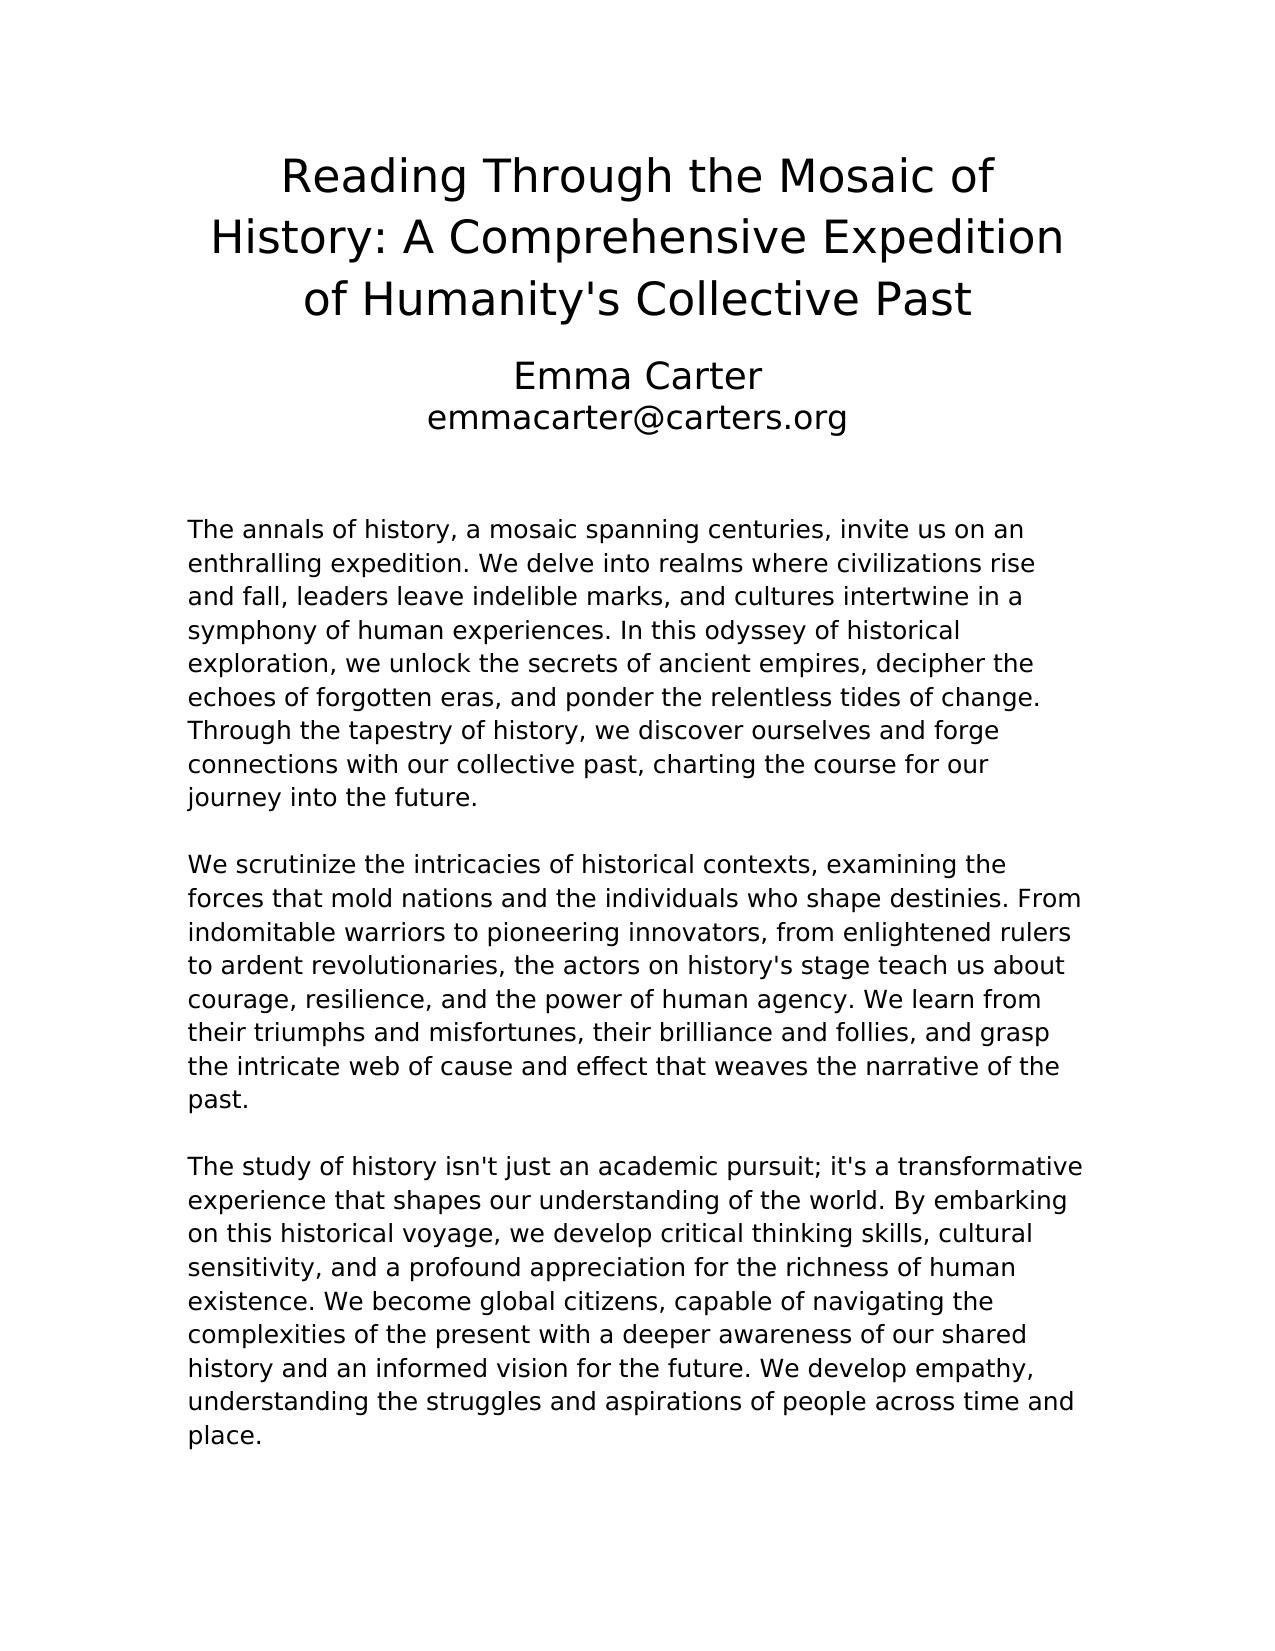 Reading Through the Mosaic of
History: A Comprehensive Expedition
of Humanity's Collective Past
Emma Carter
emmacarter@carters.org
The annals of history, a mosaic spanning centuries, invite us on an
enthralling expedition. We delve into realms where civilizations rise
and fall, leaders leave indelible marks, and cultures intertwine in a
symphony of human experiences. In this odyssey of historical
exploration, we unlock the secrets of ancient empires, decipher the
echoes of forgotten eras, and ponder the relentless tides of change.
Through the tapestry of history, we discover ourselves and forge
connections with our collective past, charting the course for our
journey into the future.
We scrutinize the intricacies of historical contexts, examining the
forces that mold nations and the individuals who shape destinies. From
indomitable warriors to pioneering innovators, from enlightened rulers
to ardent revolutionaries, the actors on history's stage teach us about
courage, resilience, and the power of human agency. We learn from
their triumphs and misfortunes, their brilliance and follies, and grasp
the intricate web of cause and effect that weaves the narrative of the
past.
The study of history isn't just an academic pursuit; it's a transformative
experience that shapes our understanding of the world. By embarking
on this historical voyage, we develop critical thinking skills, cultural
sensitivity, and a profound appreciation for the richness of human
existence. We become global citizens, capable of navigating the
complexities of the present with a deeper awareness of our shared
history and an informed vision for the future. We develop empathy,
understanding the struggles and aspirations of people across time and
place.